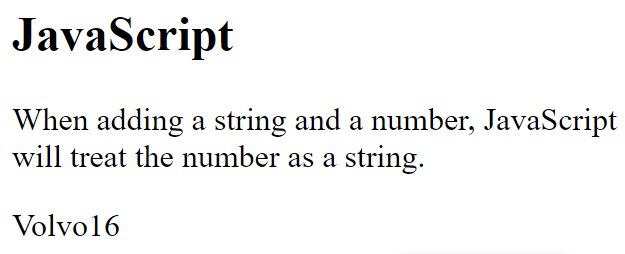 JavaScript
When adding a string and a number, JavaScript
will treat the number as a string.
Volvo16